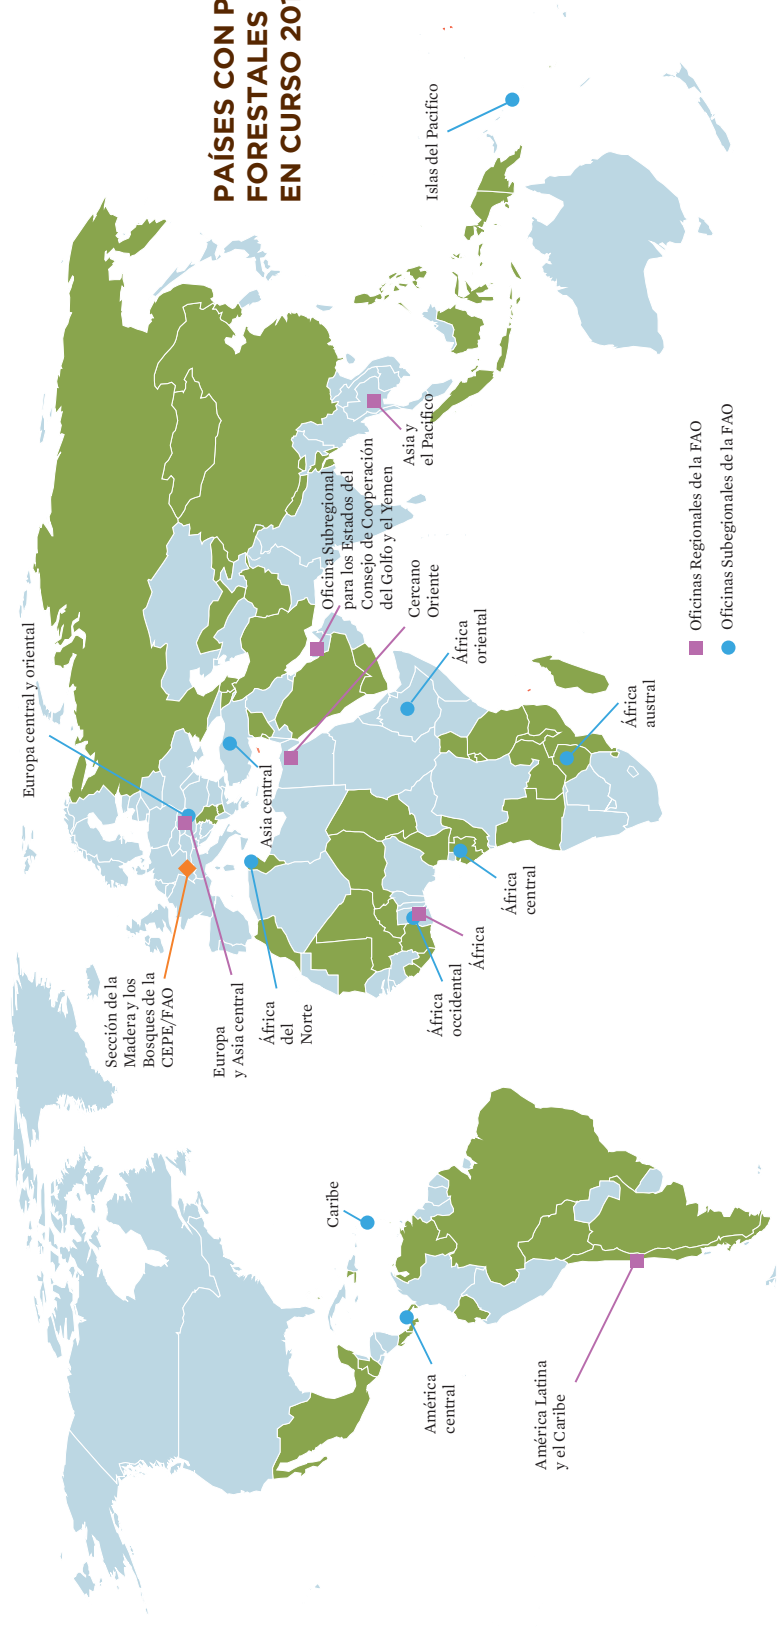 PAÍSES CON P
FORESTALES
EN CURSO 201
Europa central y oriental
Sección de la
Madera y los
Bosques de la
CEPE/FAO
Europa
y Asia central
África
del
Norte
Asia central
Oficina Subregional
para los Estados del
Consejo de Cooperación
del Golfo y el Yemen
Cercano
Oriente
Asia y
el Pacífico
Islas del Pacifico
África
oriental
África
austral
África
central
África
África
occidental
Caribe
América
central
América Latina
y el Caribe
Oficinas Regionales de la FAO
Oficinas Subegionales de la FAO